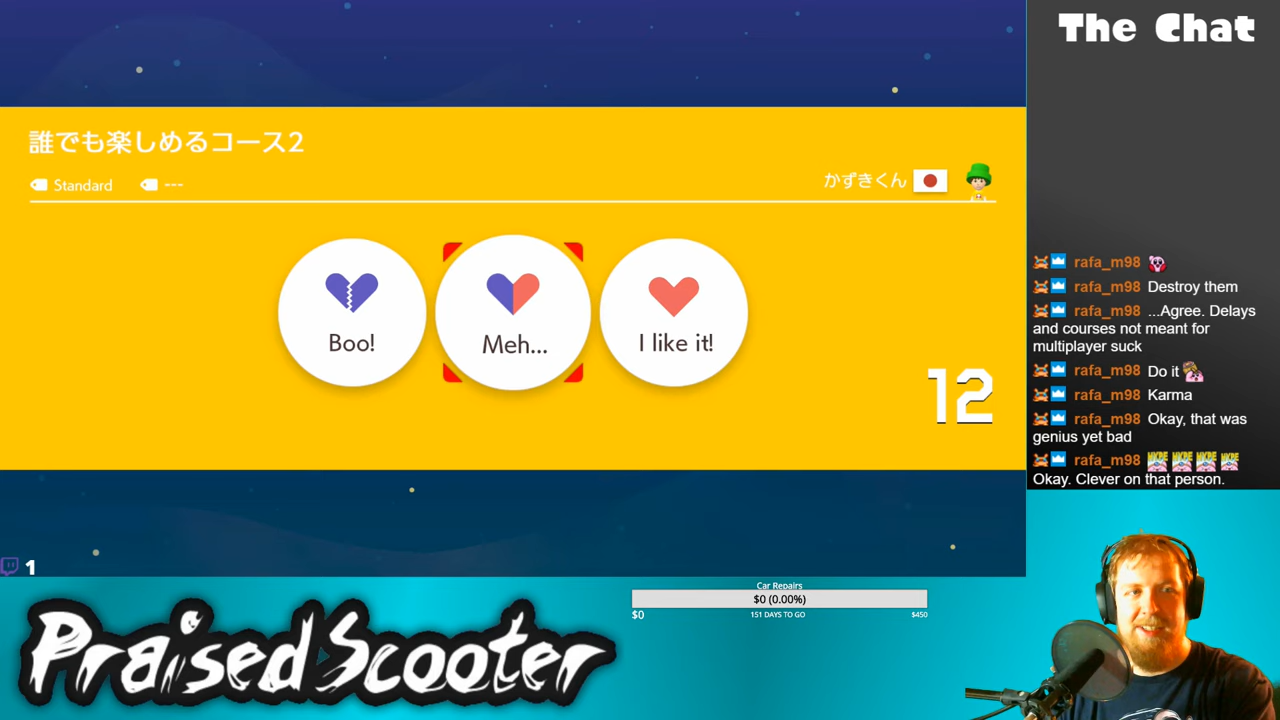 The Chat
誰でも楽しめるコース2
Standard
---
かずきくん
Boo!
Meh...
I like it!
12
rafa_m98
rafa_m98 Destroy them
rafa_m98 ...Agree. Delays
and courses not meant for
multiplayer suck
rafa_m98 Do it
rafa_m98 Karma
rafa_m98 Okay, that was
genius yet bad
rafa_m98
Okay. Clever on that person.
1
PraisedScooter
Car Repairs
$0 (0.00%)
$0
151 DAYS TO GO
$450